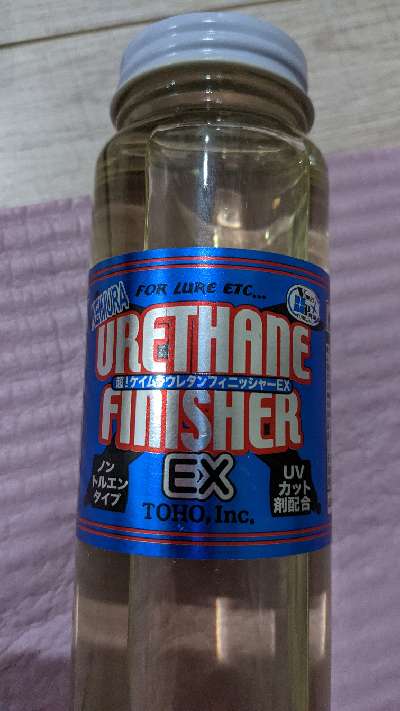 KEIMURA
FOR LURE ETC...
URETHANE
超!ケイムラウレタンフィニッシャーEX
FINISHER
EX
ノン
トルエン
タイプ
UV
カット
剤配合
TOHO, Inc.